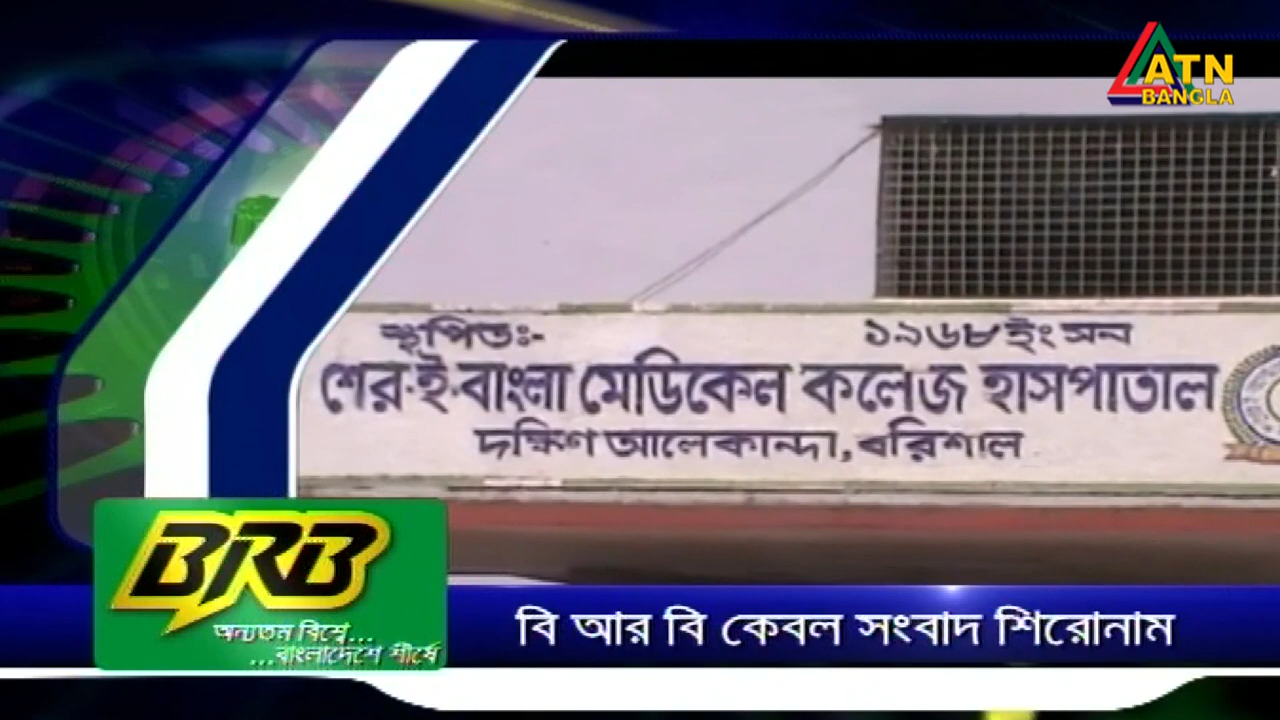 ATN
BANGLA
স্থাপিতঃ- ১৯৬৮ইং সন
শের-ই-বাংলা মেডিকেল কলেজ হাসপাতাল
দক্ষিণ আলেকান্দা, বরিশাল
BRB
অন্যতম বিশ্বে...
...বাংলাদেশে শীর্ষে
বি আর বি কেবল সংবাদ শিরোনাম